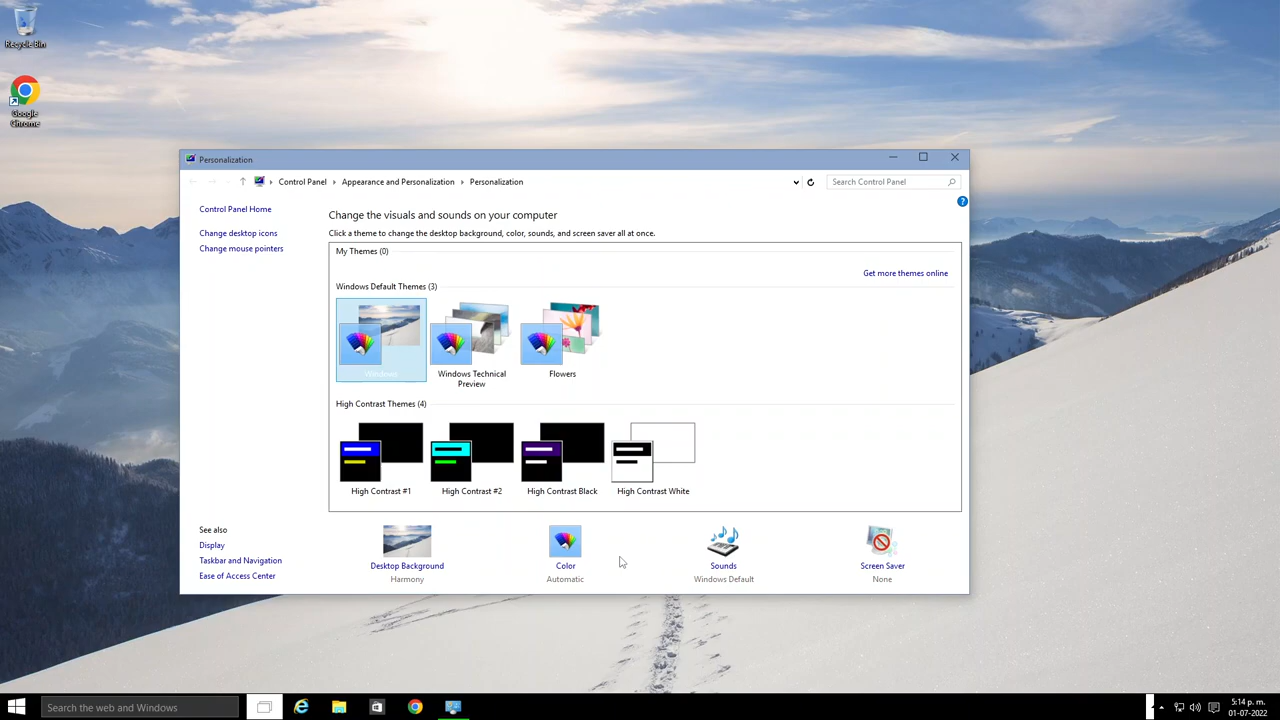 Recycle Bin
Google
Chrome
Personalization
Control Panel
Appearance and Personalization
Personalization
Search Control Panel
Control Panel Home
Change desktop icons
Change mouse pointers
Change the visuals and sounds on your computer
Click a theme to change the desktop background, color, sounds, and screen saver all at once.
My Themes (0)
Get more themes online
Windows Default Themes (3)
Windows
Windows Technical
Preview
Flowers
High Contrast Themes (4)
High Contrast #1
High Contrast #2
High Contrast Black
High Contrast White
See also
Display
Taskbar and Navigation
Ease of Access Center
Desktop Background
Harmony
Color
Automatic
Sounds
Windows Default
Screen Saver
None
Search the web and Windows
5:14 p. m.
01-07-2022